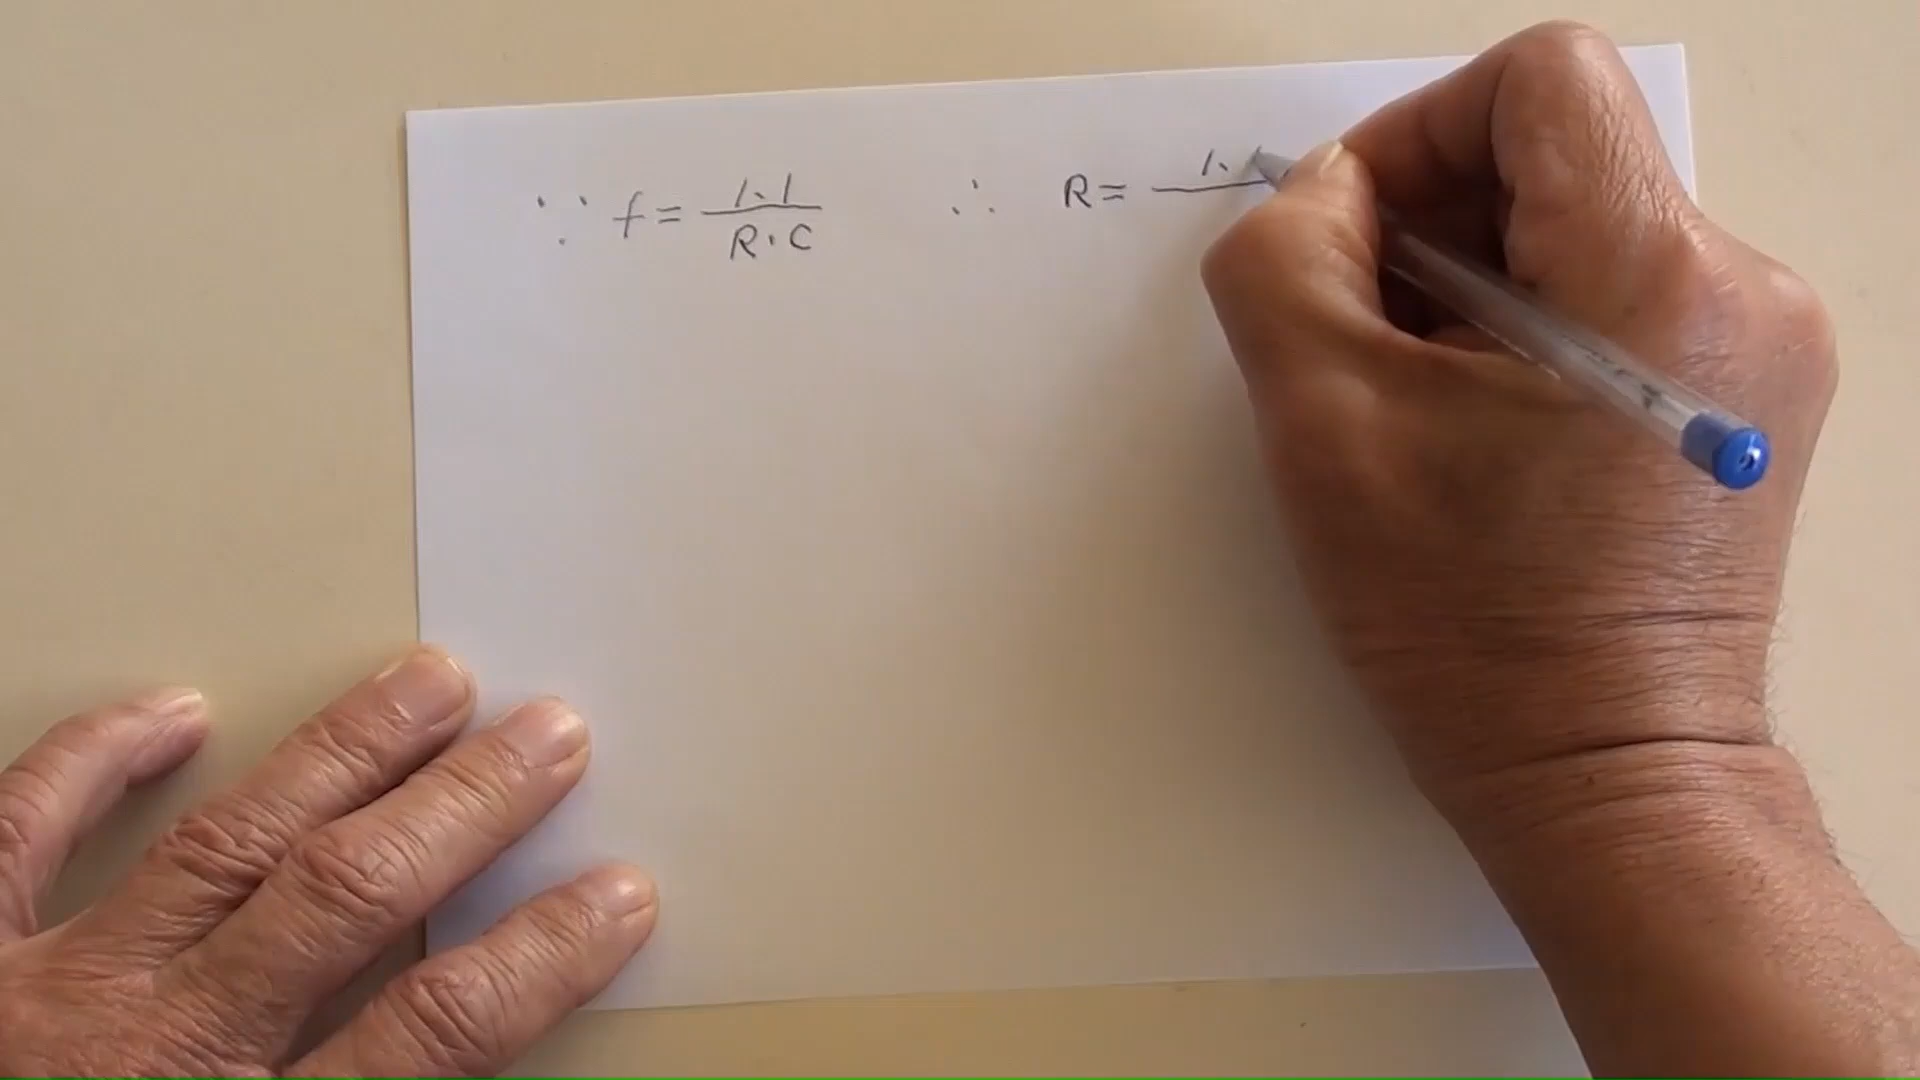 ∵ f = 1.1 / R·C ∴ R = 1.